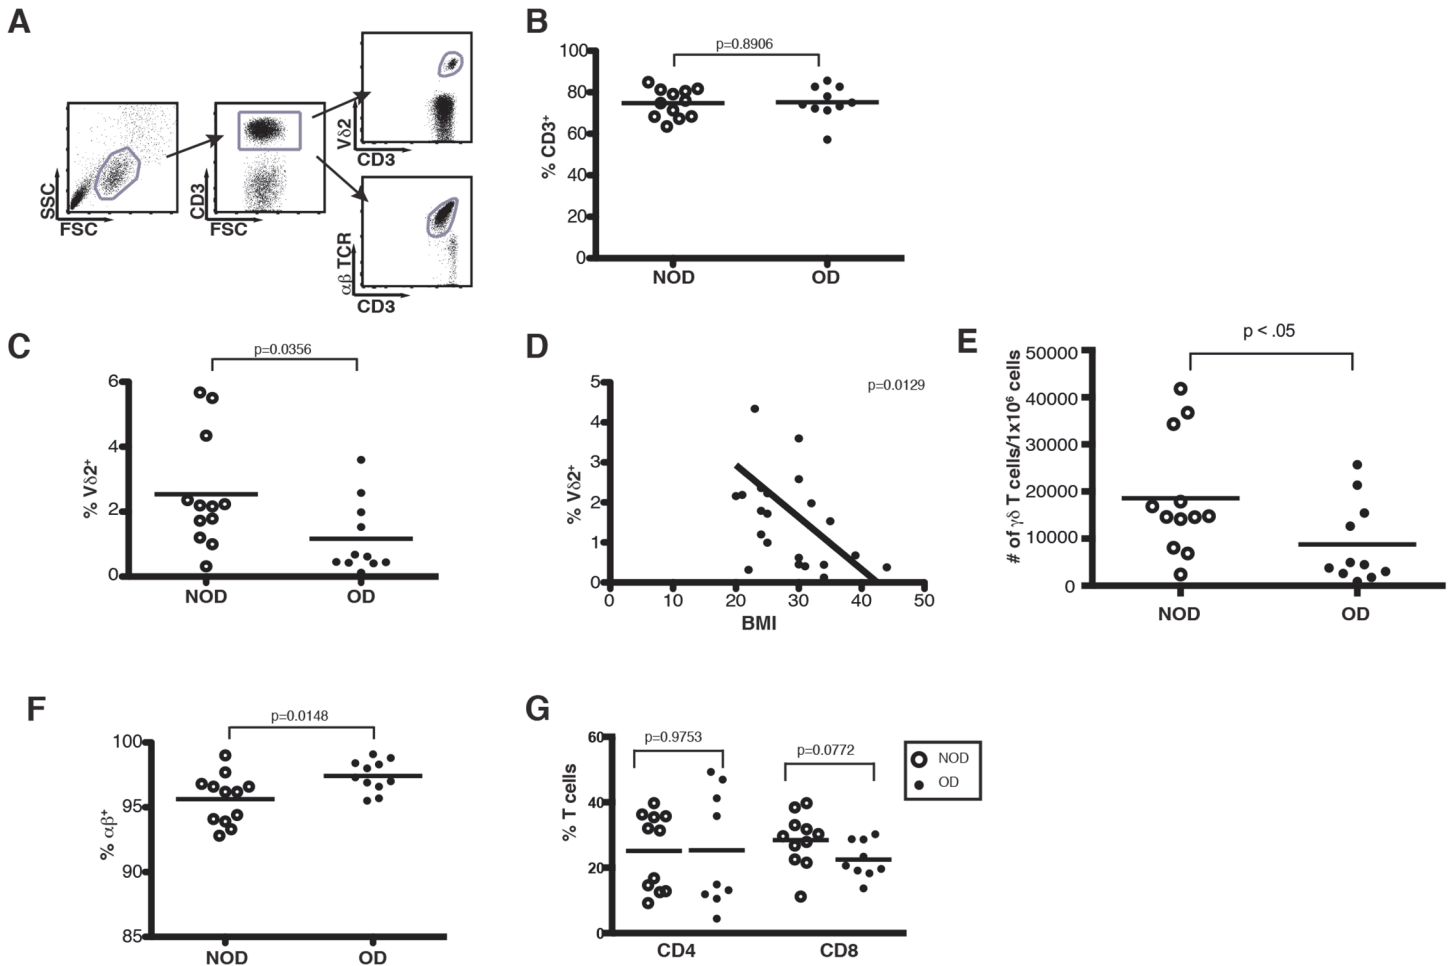 A
SSC
FSC
CD3
FSC
Vδ2
CD3
αβ TCR
CD3
B
p=0.8906
% CD3+
100
80
60
40
20
0
NOD
OD
C
p=0.0356
% Vδ2+
6
4
2
0
NOD
OD
D
p=0.0129
% Vδ2+
5
4
3
2
1
0
0
10
20
30
40
50
BMI
E
p < .05
# of γδ T cells/1x10⁶ cells
50000
40000
30000
20000
10000
0
NOD
OD
F
p=0.0148
% αβ+
100
95
90
85
NOD
OD
G
p=0.9753
p=0.0772
% T cells
60
40
20
0
CD4
CD8
NOD
OD